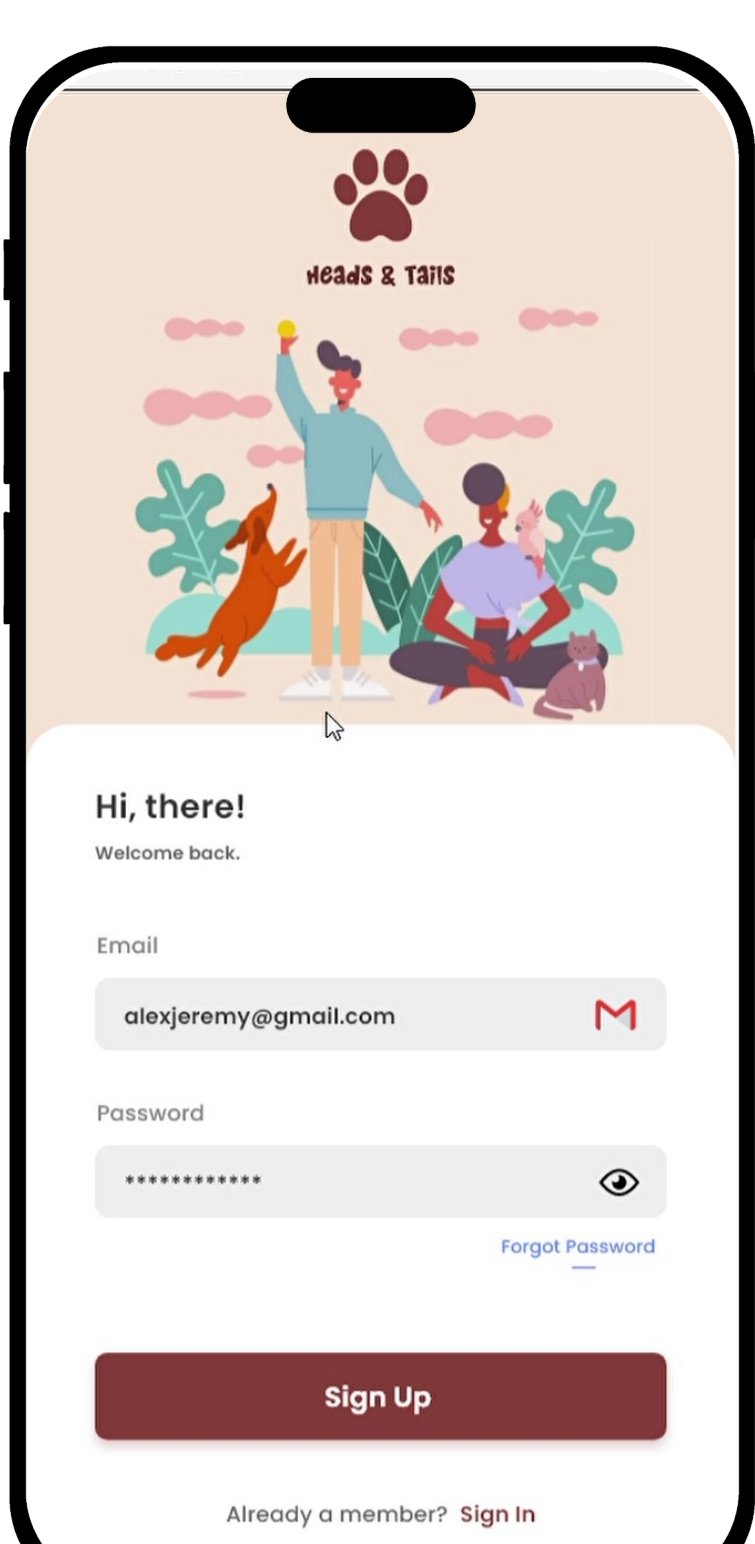 Heads & Tails
Hi, there!
Welcome back.
Email
alexjeremy@gmail.com
Password
************
Forgot Password
Sign Up
Already a member? Sign In